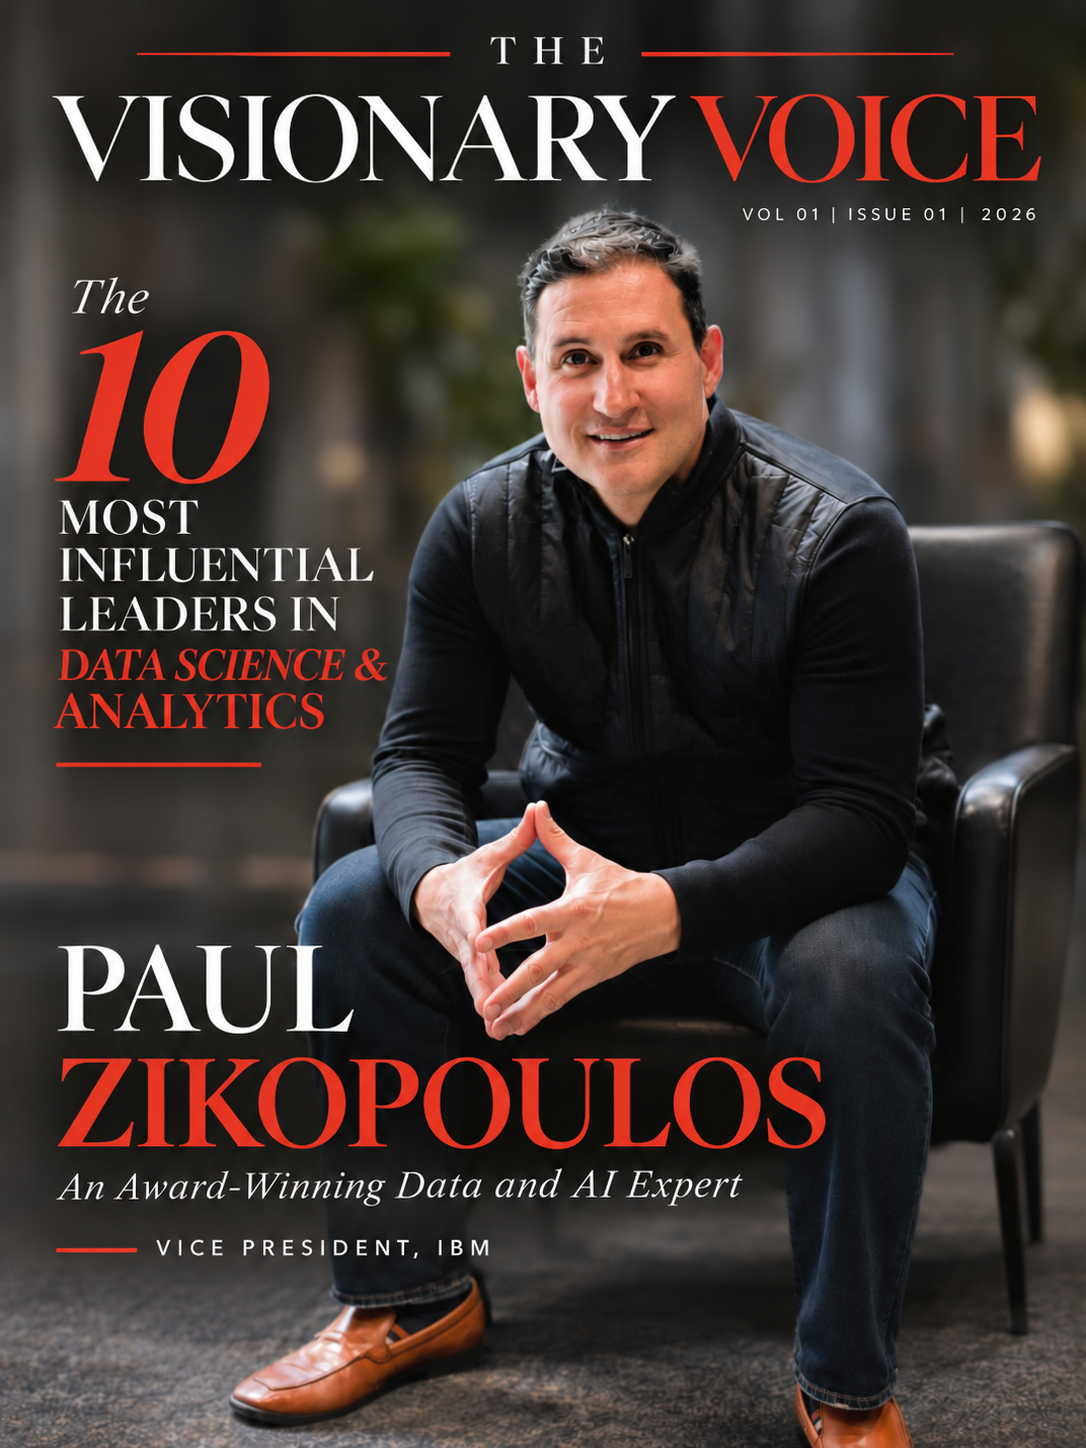 THE
VISIONARY VOICE
VOL 01 | ISSUE 01 | 2026
The
10
MOST
INFLUENTIAL
LEADERS IN
DATA SCIENCE &
ANALYTICS
PAUL
ZIKOPOULOS
An Award-Winning Data and AI Expert
VICE PRESIDENT, IBM